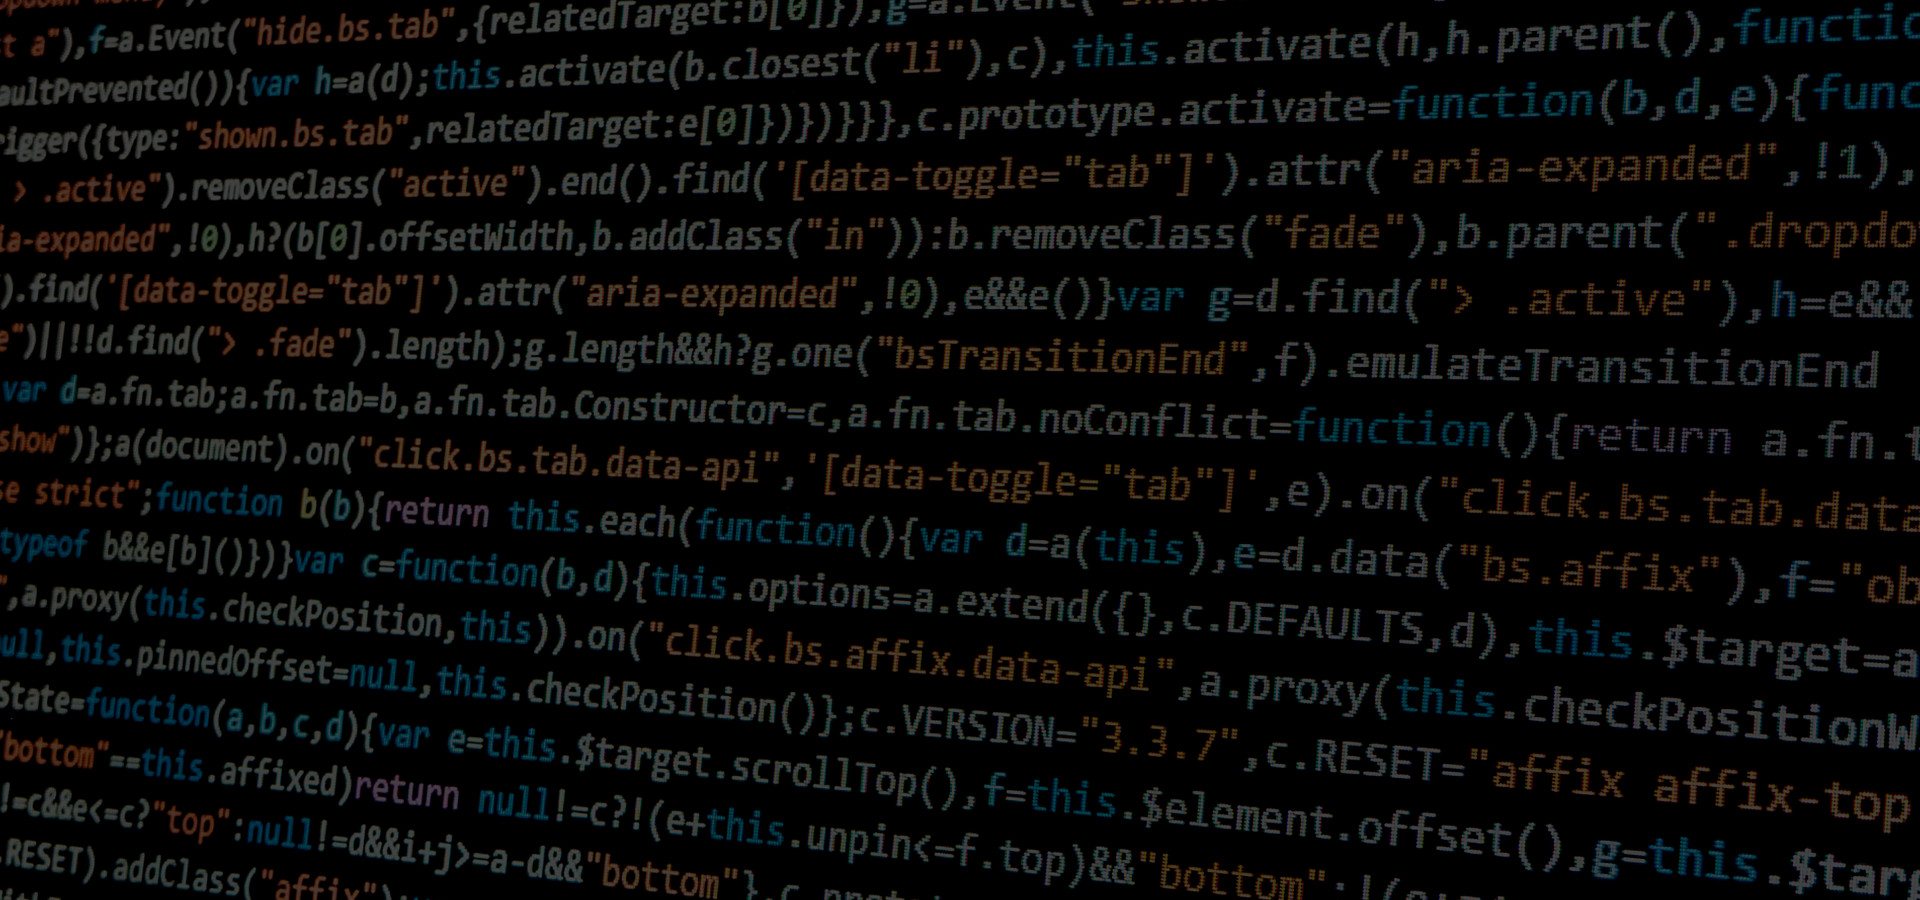 st a"),f=a.Event("hide.bs.tab",{relatedTarget:b[0]}),g=a.Event(
aultPrevented()){var h=a(d);this.activate(b.closest("li"),c),this.activate(h,h.parent(),functio
rigger({type:"shown.bs.tab",relatedTarget:e[0]})})}}},c.prototype.activate=function(b,d,e){func
> .active").removeClass("active").end().find('[data-toggle="tab"]').attr("aria-expanded",!1),
ia-expanded",!0),h?(b[0].offsetWidth,b.addClass("in")):b.removeClass("fade"),b.parent(".dropdo
).find('[data-toggle="tab"]').attr("aria-expanded",!0),e&&e()}var g=d.find("> .active"),h=e&&
e")||!!d.find("> .fade").length);g.length&&h?g.one("bsTransitionEnd",f).emulateTransitionEnd
var d=a.fn.tab;a.fn.tab=b,a.fn.tab.Constructor=c,a.fn.tab.noConflict=function(){return a.fn.t
show")};a(document).on("click.bs.tab.data-api",'[data-toggle="tab"]',e).on("click.bs.tab.data
se strict";function b(b){return this.each(function(){var d=a(this),e=d.data("bs.affix"),f="ob
typeof b&&e[b]()})}var c=function(b,d){this.options=a.extend({},c.DEFAULTS,d),this.$target=a
",a.proxy(this.checkPosition,this)).on("click.bs.affix.data-api",a.proxy(this.checkPositionW
null,this.pinnedOffset=null,this.checkPosition()};c.VERSION="3.3.7",c.RESET="affix affix-top
State=function(a,b,c,d){var e=this.$target.scrollTop(),f=this.$element.offset(),g=this.$targ
"bottom"==this.affixed)return null!=c?!(e+this.unpin<=f.top)&&"bottom":!(
!=c&&e<=c?"top":null!=d&&i+j>=a-d&&"bottom"},c.
.RESET).addClass("affix")